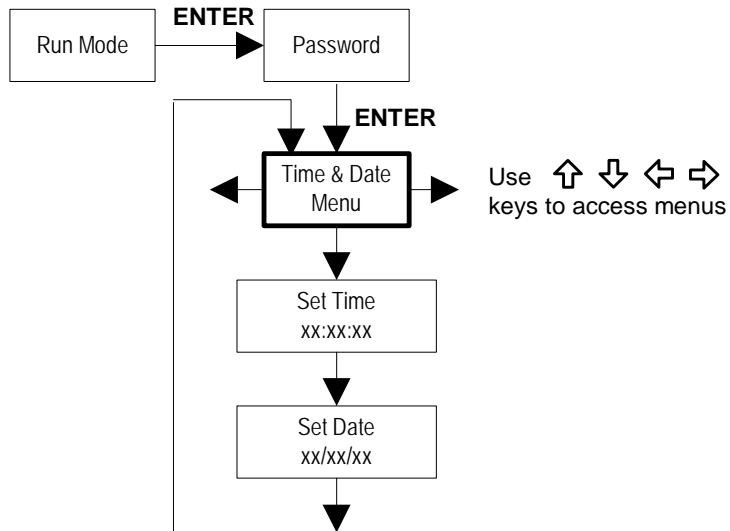 ENTER
Run Mode
Password
ENTER
Time & Date
Menu
Use
keys to access menus
Set Time
xx:xx:xx
Set Date
xx/xx/xx